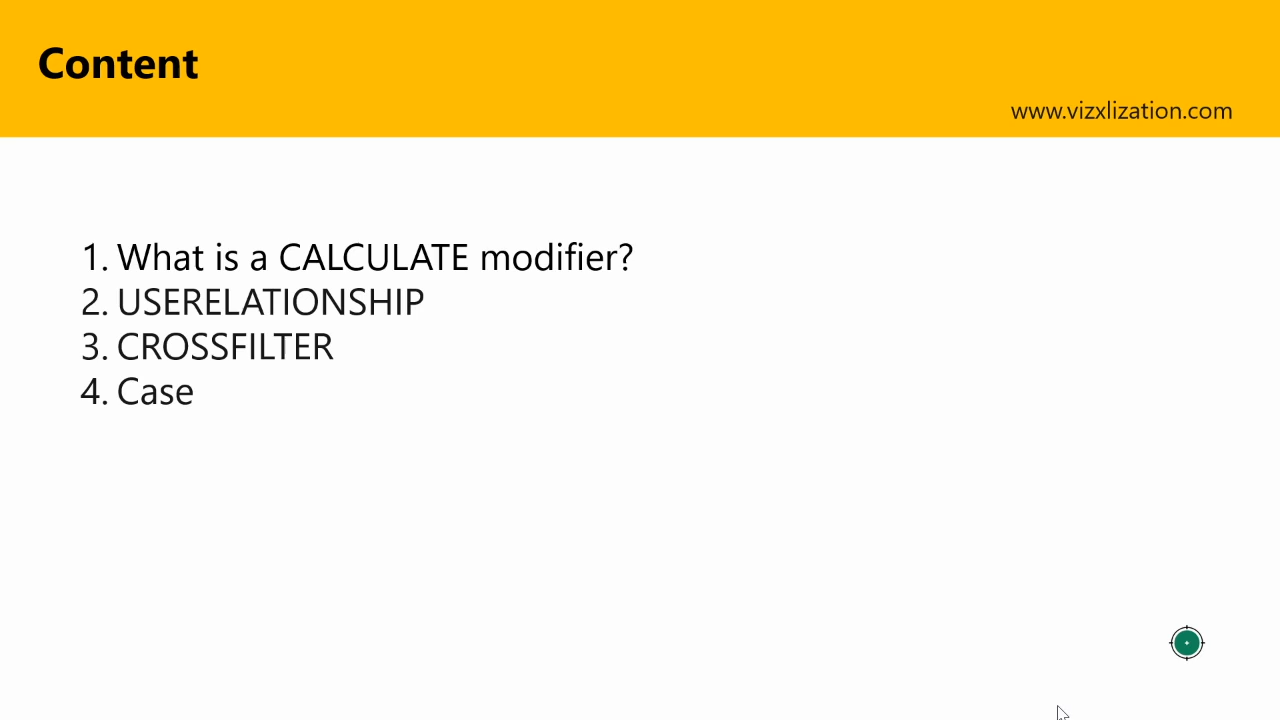 Content
www.vizxlization.com
1. What is a CALCULATE modifier?
2. USERELATIONSHIP
3. CROSSFILTER
4. Case